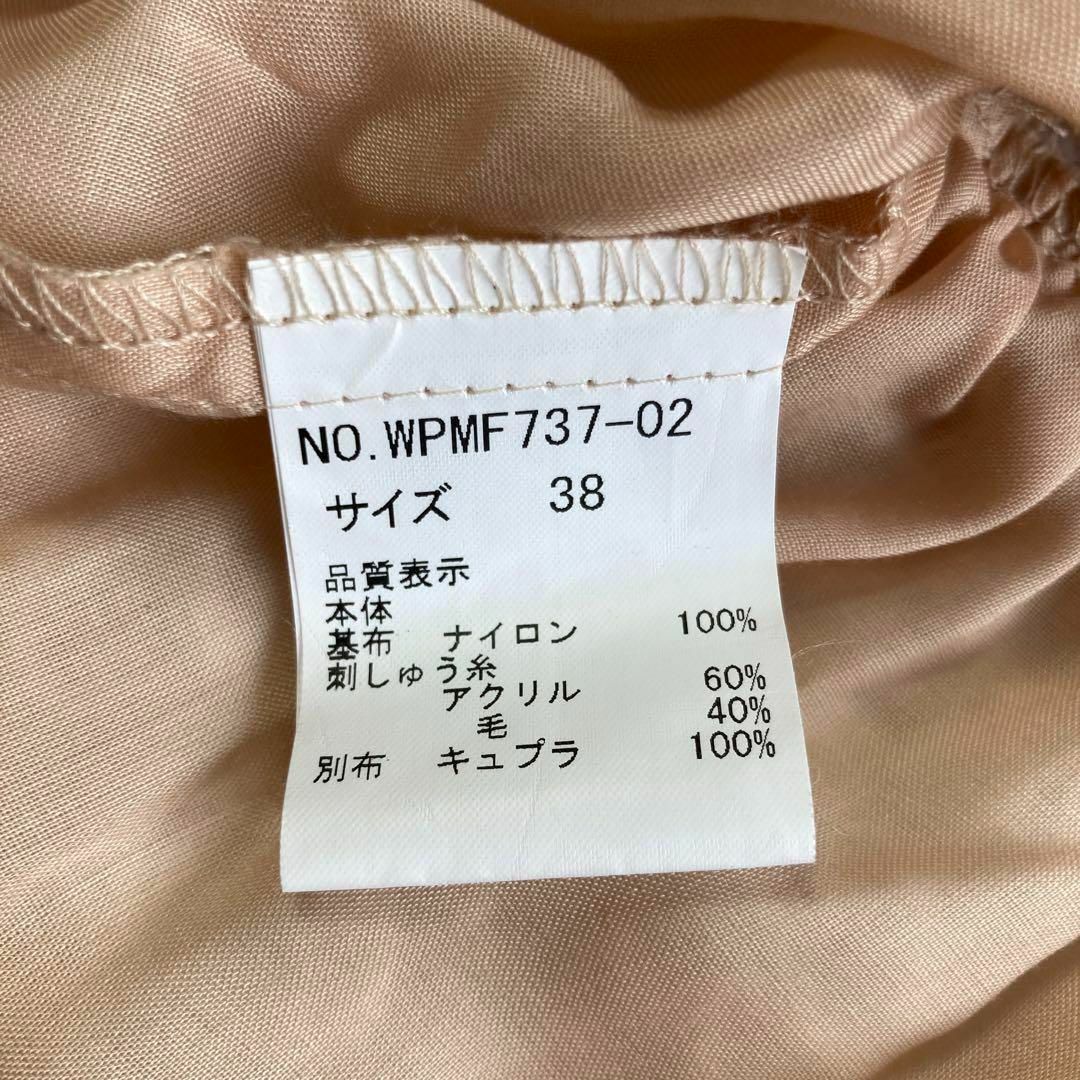 NO.WPMF737-02
サイズ 38
品質表示
本体
基布 ナイロン 100%
刺しゅう糸
アクリル 60%
毛 40%
別布 キュプラ 100%